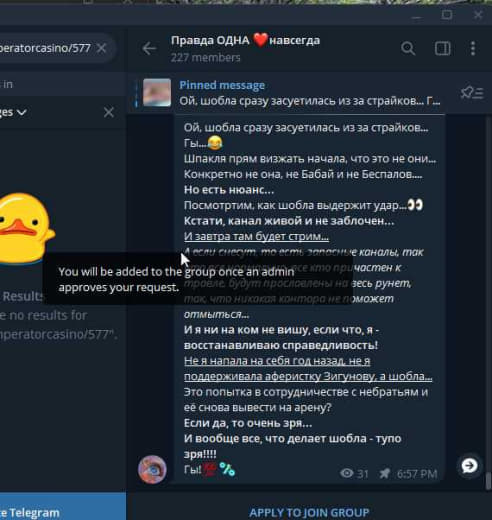 peratorcasino/577
Правда ОДНА ❤️навсегда
227 members
in
Pinned message
Ой, шобла сразу засуетилась из за страйков... Г...
ges
Ой, шобла сразу засуетилась из за страйков...
Гы...😂
Шпакля прям визжать начала, что это не они...
Конкретно не она, не Бабай и не Беспалов....
Но есть нюанс...
Посмотртим, как шобла выдержит удар...👀
Кстати, канал живой и не заблочен...
И завтра там будет стрим...
А если снесут, то есть запасные каналы, так
все кто причастен к
травле, будут прославлены на весь рунет,
так, что никакая контора не поможет
отмыться...
You will be added to the group once an admin
approves your request.
Results
e no results for
mperatorcasino/577".
И я ни на ком не вишу, если что, я -
восстанавливаю справедливость!
Не я напала на себя год назад, не я
поддерживала аферистку Зигунову, а шобла...
Это попытка в сотрудничестве с небратьям и
её снова вывести на арену?
Если да, то очень зря...
И вообще все, что делает шобла - тупо
зря!!!!
Гы!💯
31 6:57 PM
e Telegram
APPLY TO JOIN GROUP